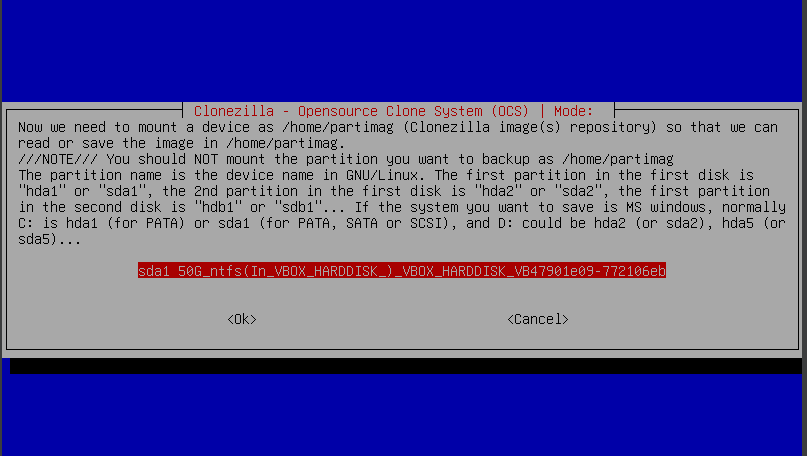 Clonezilla - Opensource Clone System (OCS) | Mode:
Now we need to mount a device as /home/partimag (Clonezilla image(s) repository) so that we can
read or save the image in /home/partimag.
///NOTE/// You should NOT mount the partition you want to backup as /home/partimag
The partition name is the device name in GNU/Linux. The first partition in the first disk is
"hda1" or "sda1", the 2nd partition in the first disk is "hda2" or "sda2", the first partition
in the second disk is "hdb1" or "sdb1"... If the system you want to save is MS windows, normally
C: is hda1 (for PATA) or sda1 (for PATA, SATA or SCSI), and D: could be hda2 (or sda2), hda5 (or
sda5)...
sda1 50G_ntfs(In_VBOX_HARDDISK_)_VBOX_HARDDISK_VB47901e09-772106eb
<Ok> <Cancel>